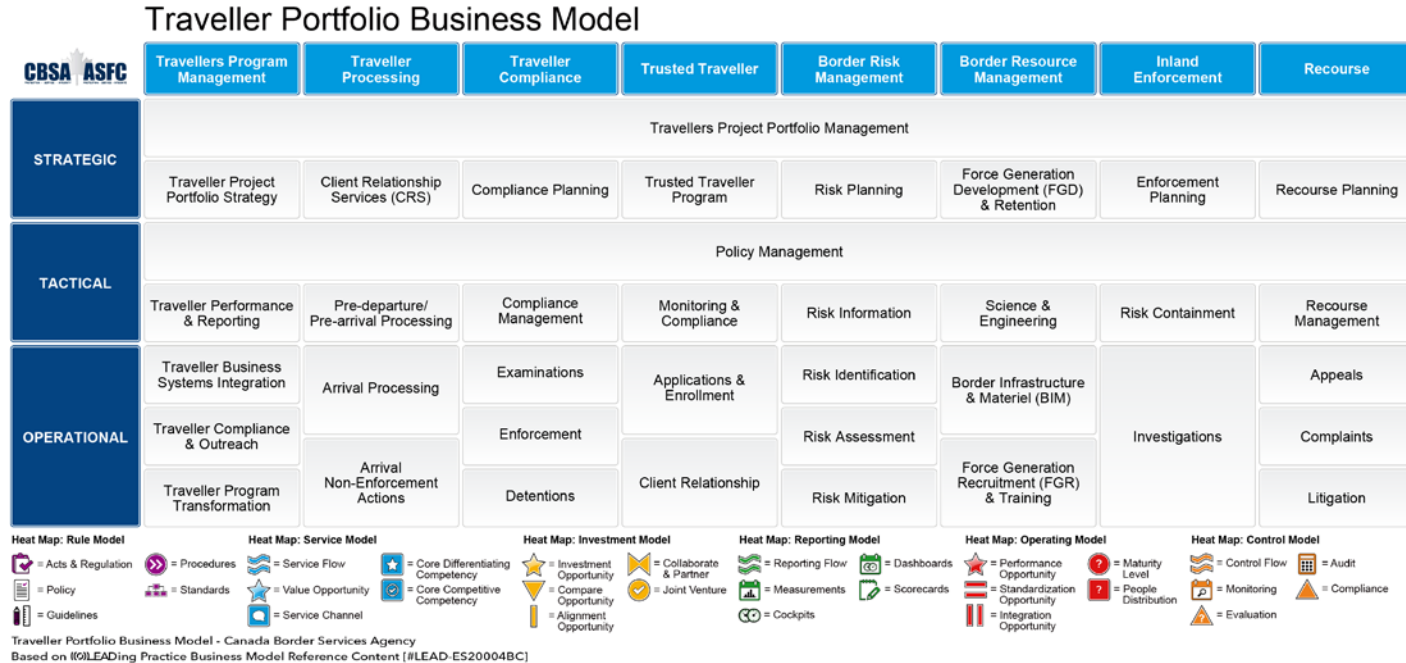 Traveller Portfolio Business Model
CBSA ASFC
Travellers Program
Management
Traveller
Processing
Traveller
Compliance
Trusted Traveller
Border Risk
Management
Border Resource
Management
Inland
Enforcement
Recourse
STRATEGIC
Travellers Project Portfolio Management
Traveller Project
Portfolio Strategy
Client Relationship
Services (CRS)
Compliance Planning
Trusted Traveller
Program
Risk Planning
Force Generation
Development (FGD)
& Retention
Enforcement
Planning
Recourse Planning
TACTICAL
Policy Management
Traveller Performance
& Reporting
Pre-departure/
Pre-arrival Processing
Compliance
Management
Monitoring &
Compliance
Risk Information
Science &
Engineering
Risk Containment
Recourse
Management
OPERATIONAL
Traveller Business
Systems Integration
Traveller Compliance
& Outreach
Traveller Program
Transformation
Arrival Processing
Arrival
Non-Enforcement
Actions
Examinations
Enforcement
Detentions
Applications &
Enrollment
Client Relationship
Risk Identification
Risk Assessment
Risk Mitigation
Border Infrastructure
& Materiel (BIM)
Force Generation
Recruitment (FGR)
& Training
Investigations
Appeals
Complaints
Litigation
Heat Map: Rule Model
= Acts & Regulation
= Policy
= Guidelines
= Procedures
= Standards
Heat Map: Service Model
= Service Flow
= Value Opportunity
= Service Channel
= Core Differentiating
Competency
= Core Competitive
Competency
Heat Map: Investment Model
= Investment
Opportunity
= Compare
Opportunity
= Alignment
Opportunity
= Collaborate
& Partner
= Joint Venture
Heat Map: Reporting Model
= Reporting Flow
= Measurements
= Cockpits
= Dashboards
= Scorecards
Heat Map: Operating Model
= Performance
Opportunity
= Standardization
Opportunity
= Integration
Opportunity
? = Maturity
Level
? = People
Distribution
Heat Map: Control Model
= Control Flow
= Monitoring
= Evaluation
= Audit
= Compliance
Traveller Portfolio Business Model - Canada Border Services Agency
Based on LEADing Practice Business Model Reference Content [#LEAD-ES20004BC]